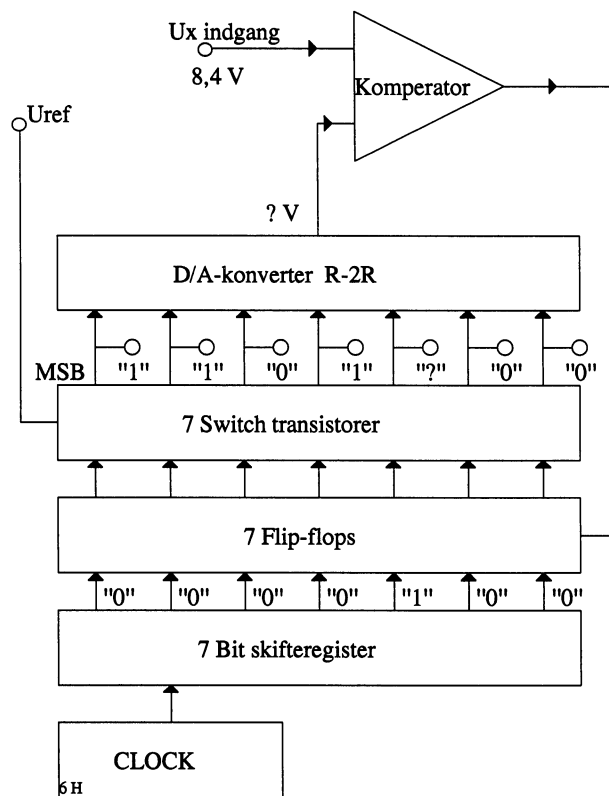 Ux indgang
8,4 V
Komperator
Uref
? V
D/A-konverter R-2R
MSB "1" "1" "0" "1" "?" "0" "0"
7 Switch transistorer
7 Flip-flops
"0" "0" "0" "0" "1" "0" "0"
7 Bit skifteregister
CLOCK
6 H